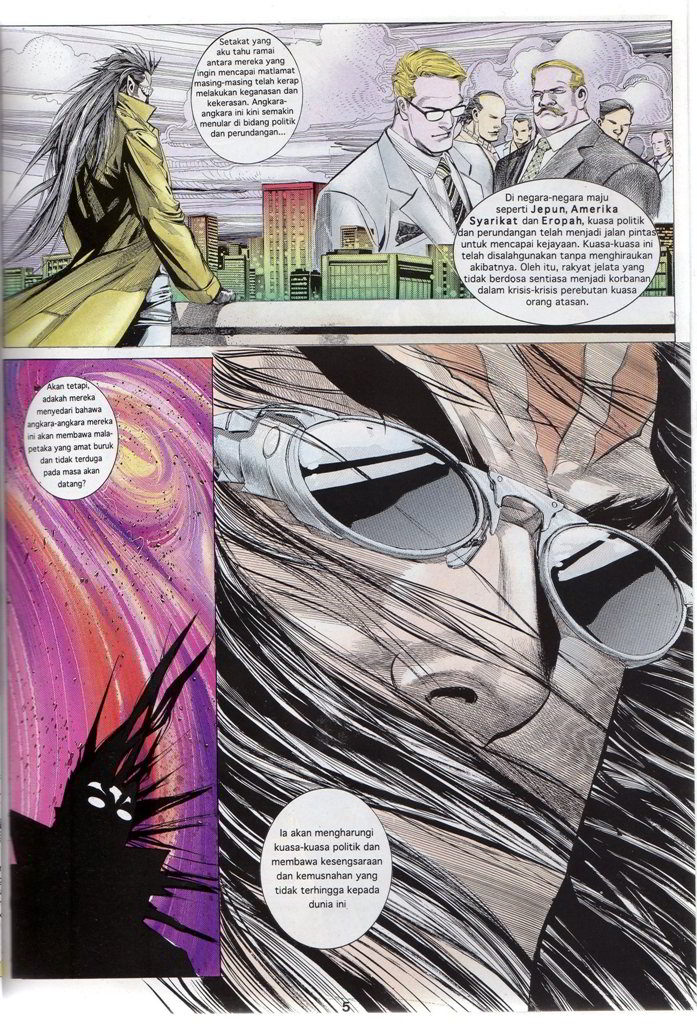 Setakat yang
aku tahu ramai
antara mereka yang
ingin mencapai matlamat
masing-masing telah kerap
melakukan keganasan dan
kekerasan. Angkara-
angkara ini kini semakin
menular di bidang politik
dan perundangan...
Di negara-negara maju
seperti Jepun, Amerika
Syarikat dan Eropah, kuasa politik
dan perundangan telah menjadi jalan pintas
untuk mencapai kejayaan. Kuasa-kuasa ini
telah disalahgunakan tanpa menghiraukan
akibatnya. Oleh itu, rakyat jelata yang
tidak berdosa sentiasa menjadi korbanan
dalam krisis-krisis perebutan kuasa
orang atasan.
Akan tetapi,
adakah mereka
menyedari bahawa
angkara-angkara mereka
ini akan membawa mala-
petaka yang amat buruk
dan tidak terduga
pada masa akan
datang?
Ia akan mengharungi
kuasa-kuasa politik dan
membawa kesengsaraan
dan kemusnahan yang
tidak terhingga kepada
dunia ini
5